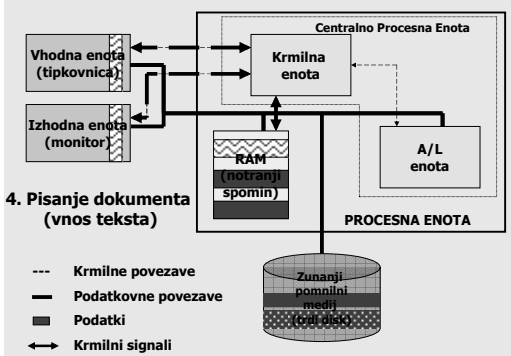 Centralno Procesna Enota
Vhodna enota
(tipkovnica)
Krmilna
enota
Izhodna enota
(monitor)
RAM
(notranji
spomin)
A/L
enota
4. Pisanje dokumenta
(vnos teksta)
PROCESNA ENOTA
Zunanji
pomnilni
medij
(trdi disk)
Krmilne povezave
Podatkovne povezave
Podatki
Krmilni signali